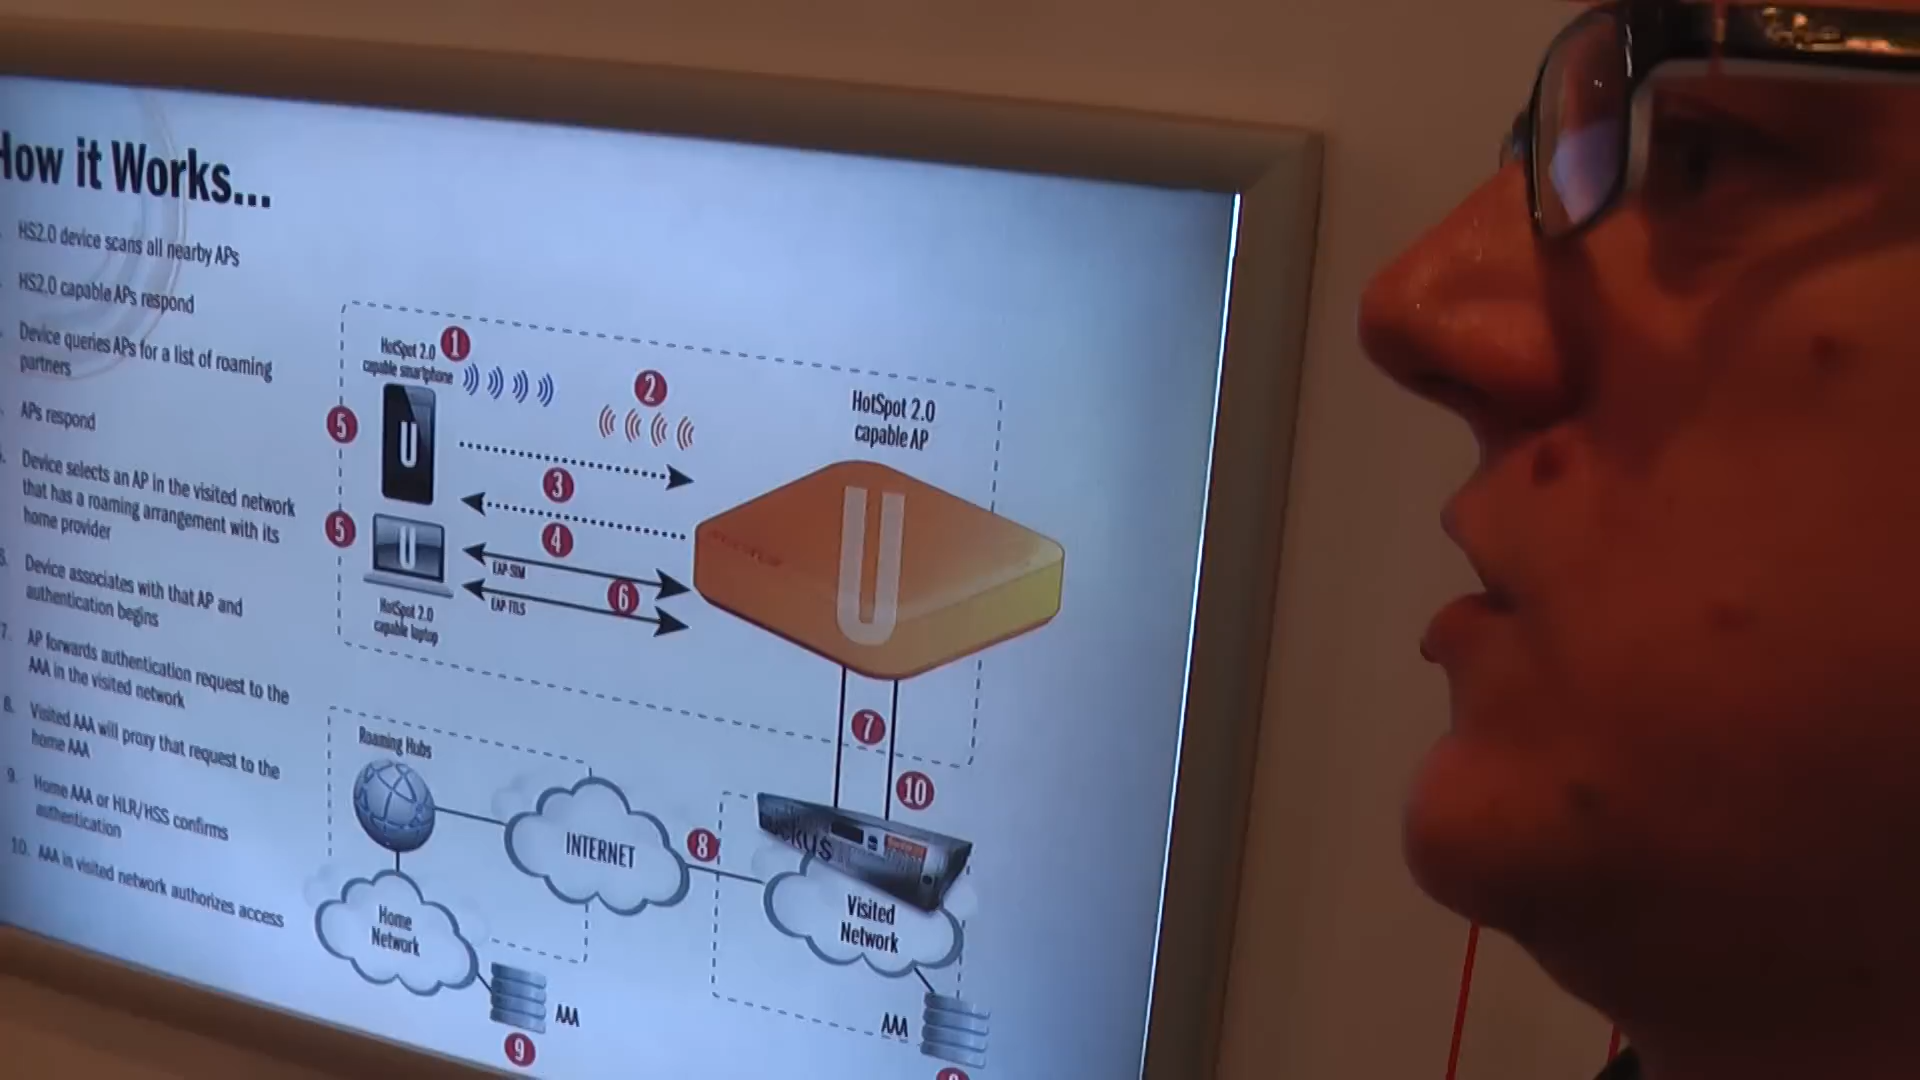 How it Works...
HS2.0 device scans all nearby APs
HS2.0 capable APs respond
Device queries APs for a list of roaming
partners
APs respond
Device selects an AP in the visited network
that has a roaming arrangement with its
home provider
Device associates with that AP and
authentication begins
7. AP forwards authentication request to the
AAA in the visited network
8. Visited AAA will proxy that request to the
home AAA
9. Home AAA or HLR/HSS confirms
authentication
10. AAA in visited network authorizes access
HotSpot 2.0
capable smartphone
1
2
HotSpot 2.0
capable AP
5
U
3
U
5
U
4
EAP-SIM
6
EAP-TTLS
HotSpot 2.0
capable laptop
7
Roaming Hubs
10
INTERNET
8
Visited
Network
Home
Network
AAA
AAA
9